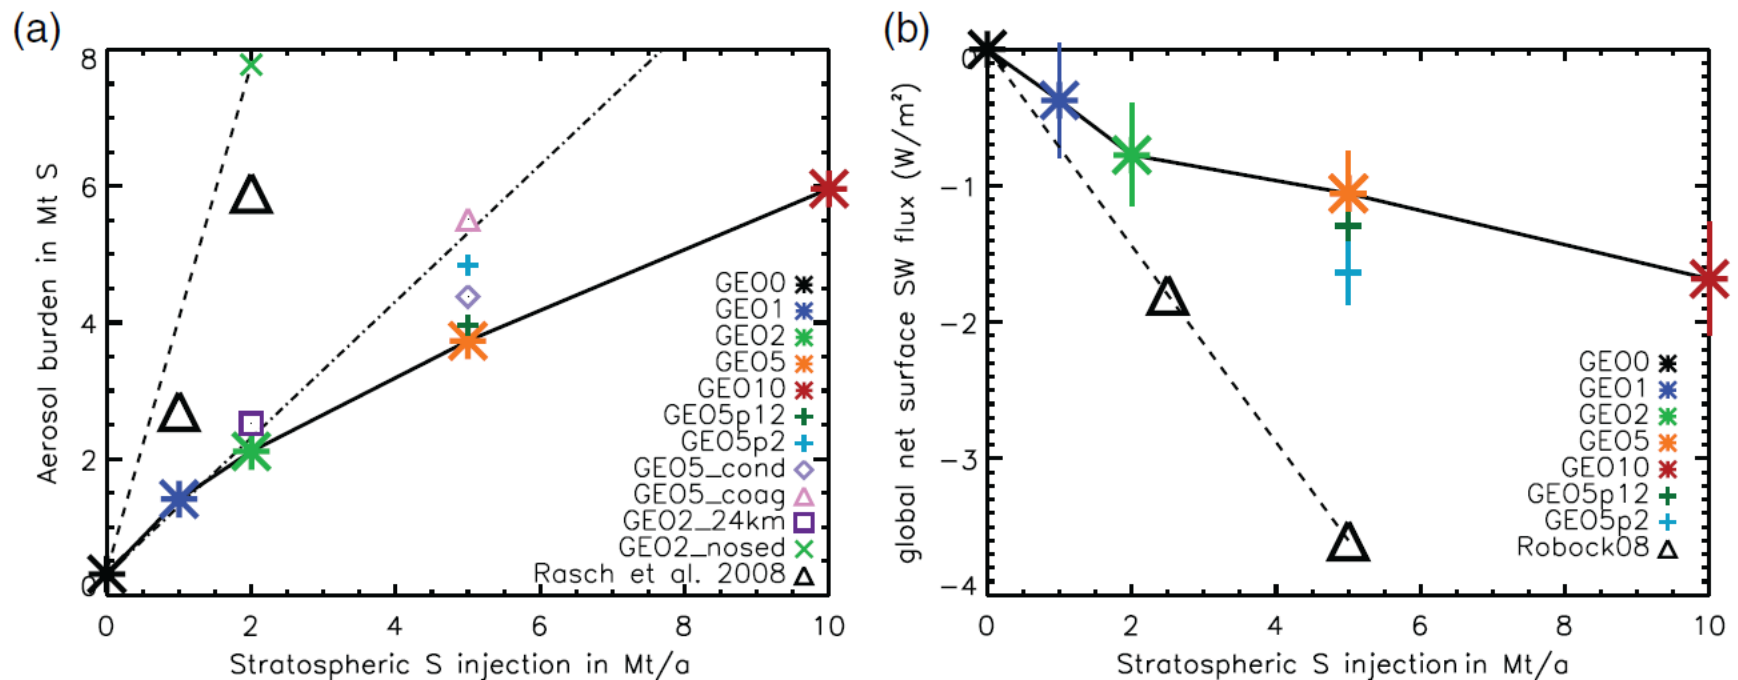 (a)
Aerosol burden in Mt S
8
6
4
2
0
0 2 4 6 8 10
Stratospheric S injection in Mt/a
GEO0
GEO1
GEO2
GEO5
GEO10
GEO5p12
GEO5p2
GEO5_cond
GEO5_coag
GEO2_24km
GEO2_nosed
Rasch et al. 2008
(b)
global net surface SW flux (W/m²)
0
-1
-2
-3
-4
0 2 4 6 8 10
Stratospheric S injection in Mt/a
GEO0
GEO1
GEO2
GEO5
GEO10
GEO5p12
GEO5p2
Robock08